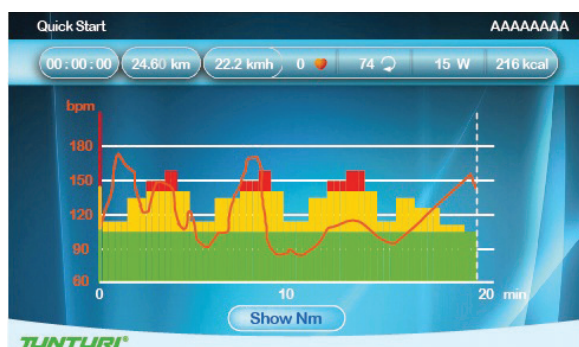 Quick Start AAAAAAAA
00:00:00 24.60 km 22.2 kmh 0 74 15 W 216 kcal
bpm
180
150
120
90
60
0 10 20 min
Show Nm
TUNTURI®